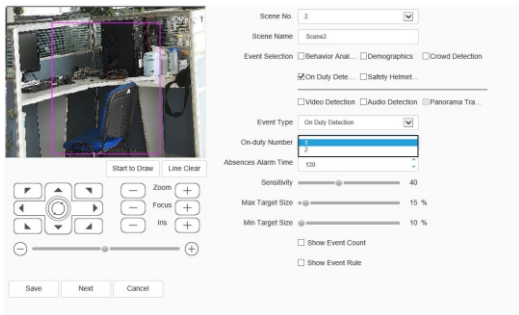 Scene No. 2
Scene Name Scene2
Event Selection Behavior Anal... Demographics Crowd Detection
On Duty Dete... Safety Helmet...
Video Detection Audio Detection Panorama Tra...
Event Type On Duty Detection
On-duty Number 1
2
Absences Alarm Time 120
Sensitivity 40
Max Target Size 15 %
Min Target Size 10 %
Show Event Count
Show Event Rule
Start to Draw Line Clear
Zoom
Focus
Iris
Save Next Cancel